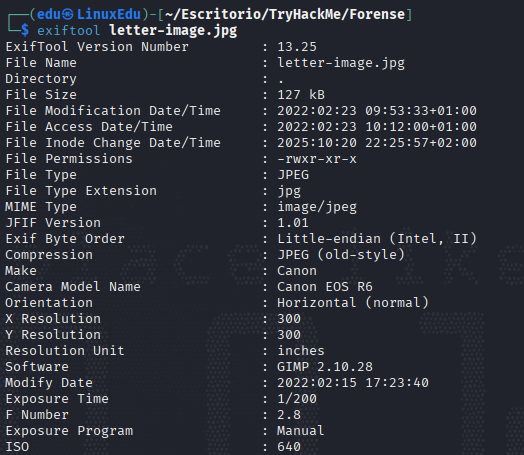 ┌──(edu㉿LinuxEdu)-[~/Escritorio/TryHackMe/Forense]
└─$ exiftool letter-image.jpg
ExifTool Version Number         : 13.25
File Name                       : letter-image.jpg
Directory                       : .
File Size                       : 127 kB
File Modification Date/Time     : 2022:02:23 09:53:33+01:00
File Access Date/Time           : 2022:02:23 10:12:00+01:00
File Inode Change Date/Time     : 2025:10:20 22:25:57+02:00
File Permissions                : -rwxr-xr-x
File Type                       : JPEG
File Type Extension             : jpg
MIME Type                       : image/jpeg
JFIF Version                    : 1.01
Exif Byte Order                 : Little-endian (Intel, II)
Compression                     : JPEG (old-style)
Make                            : Canon
Camera Model Name               : Canon EOS R6
Orientation                     : Horizontal (normal)
X Resolution                    : 300
Y Resolution                    : 300
Resolution Unit                 : inches
Software                        : GIMP 2.10.28
Modify Date                     : 2022:02:15 17:23:40
Exposure Time                   : 1/200
F Number                        : 2.8
Exposure Program                : Manual
ISO                             : 640